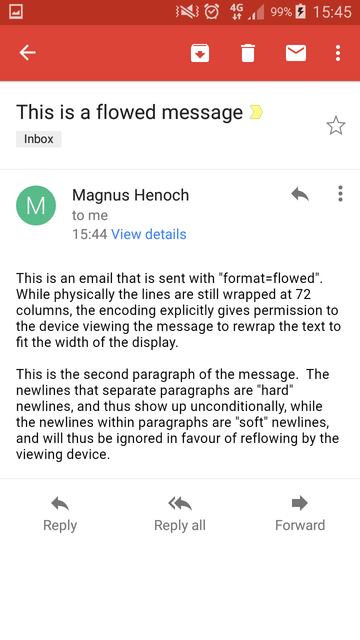 4G 99% 15:45
This is a flowed message
Inbox
M
Magnus Henoch
to me
15:44 View details
This is an email that is sent with "format=flowed".
While physically the lines are still wrapped at 72
columns, the encoding explicitly gives permission to
the device viewing the message to rewrap the text to
fit the width of the display.
This is the second paragraph of the message.  The
newlines that separate paragraphs are "hard"
newlines, and thus show up unconditionally, while
the newlines within paragraphs are "soft" newlines,
and will thus be ignored in favour of reflowing by the
viewing device.
Reply Reply all Forward